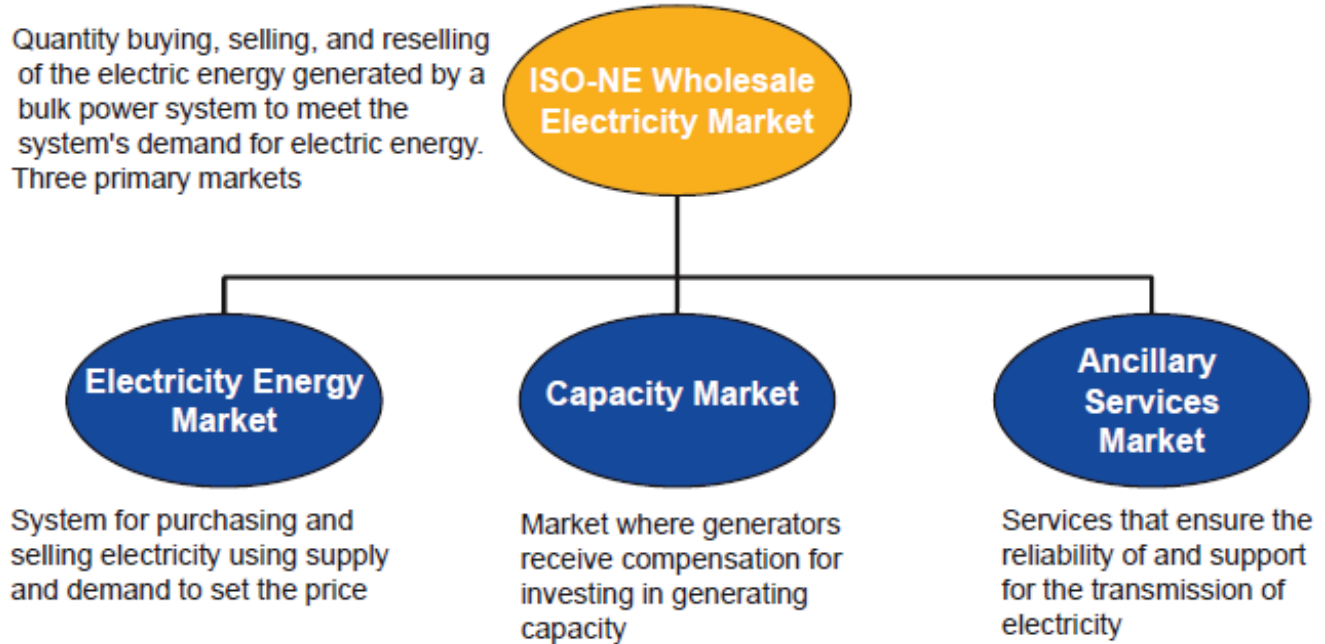 Quantity buying, selling, and reselling
of the electric energy generated by a
bulk power system to meet the
system's demand for electric energy.
Three primary markets
ISO-NE Wholesale
Electricity Market
Electricity Energy
Market
Capacity Market
Ancillary
Services
Market
System for purchasing and
selling electricity using supply
and demand to set the price
Market where generators
receive compensation for
investing in generating
capacity
Services that ensure the
reliability of and support
for the transmission of
electricity